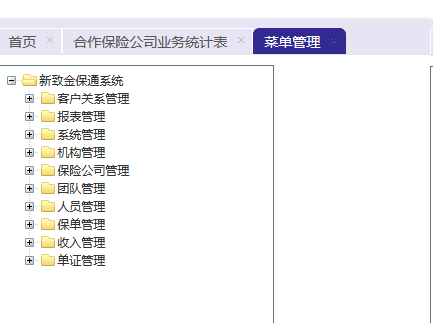 首页 合作保险公司业务统计表 菜单管理
新致金保通系统
客户关系管理
报表管理
系统管理
机构管理
保险公司管理
团队管理
人员管理
保单管理
收入管理
单证管理